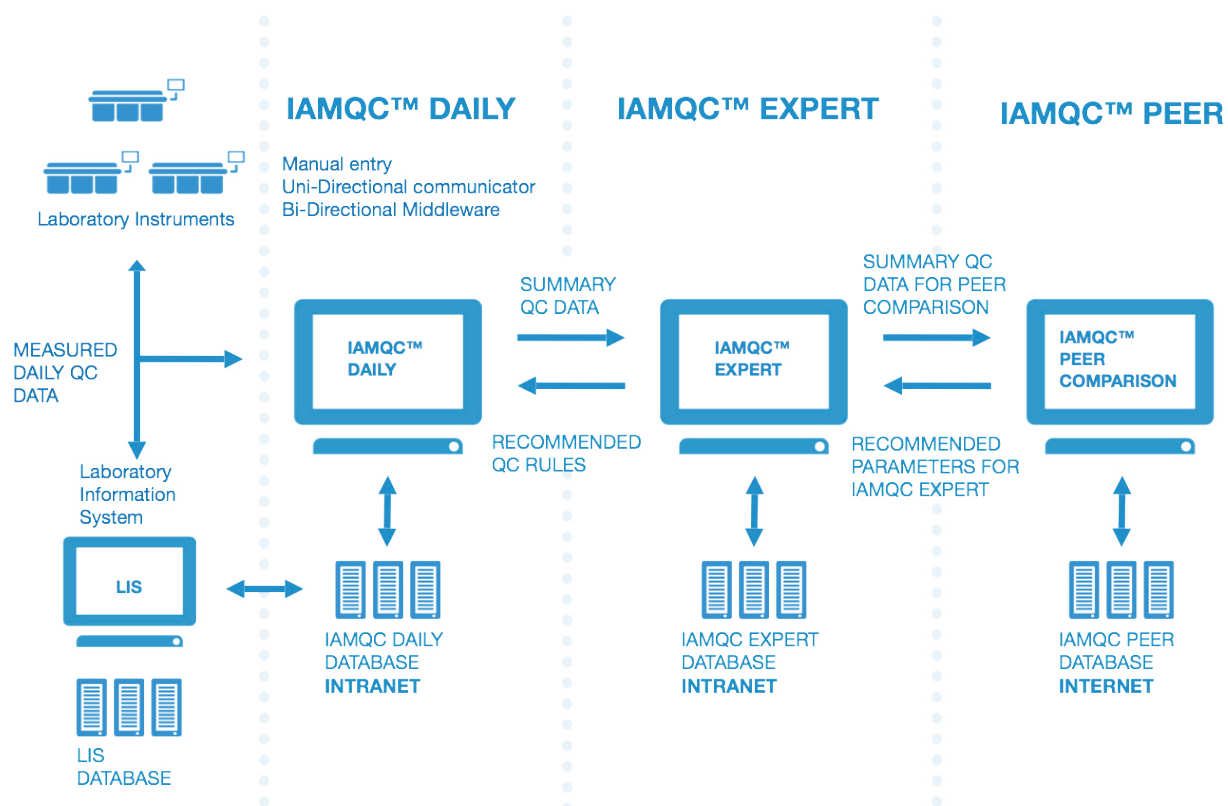 IAMQC™ DAILY
IAMQC™ EXPERT
IAMQC™ PEER
Laboratory Instruments
Manual entry
Uni-Directional communicator
Bi-Directional Middleware
MEASURED
DAILY QC
DATA
SUMMARY
QC DATA
SUMMARY QC
DATA FOR PEER
COMPARISON
IAMQC™
DAILY
IAMQC™
EXPERT
IAMQC™
PEER
COMPARISON
RECOMMENDED
QC RULES
RECOMMENDED
PARAMETERS FOR
IAMQC EXPERT
Laboratory
Information
System
LIS
LIS
DATABASE
IAMQC DAILY
DATABASE
INTRANET
IAMQC EXPERT
DATABASE
INTRANET
IAMQC PEER
DATABASE
INTERNET